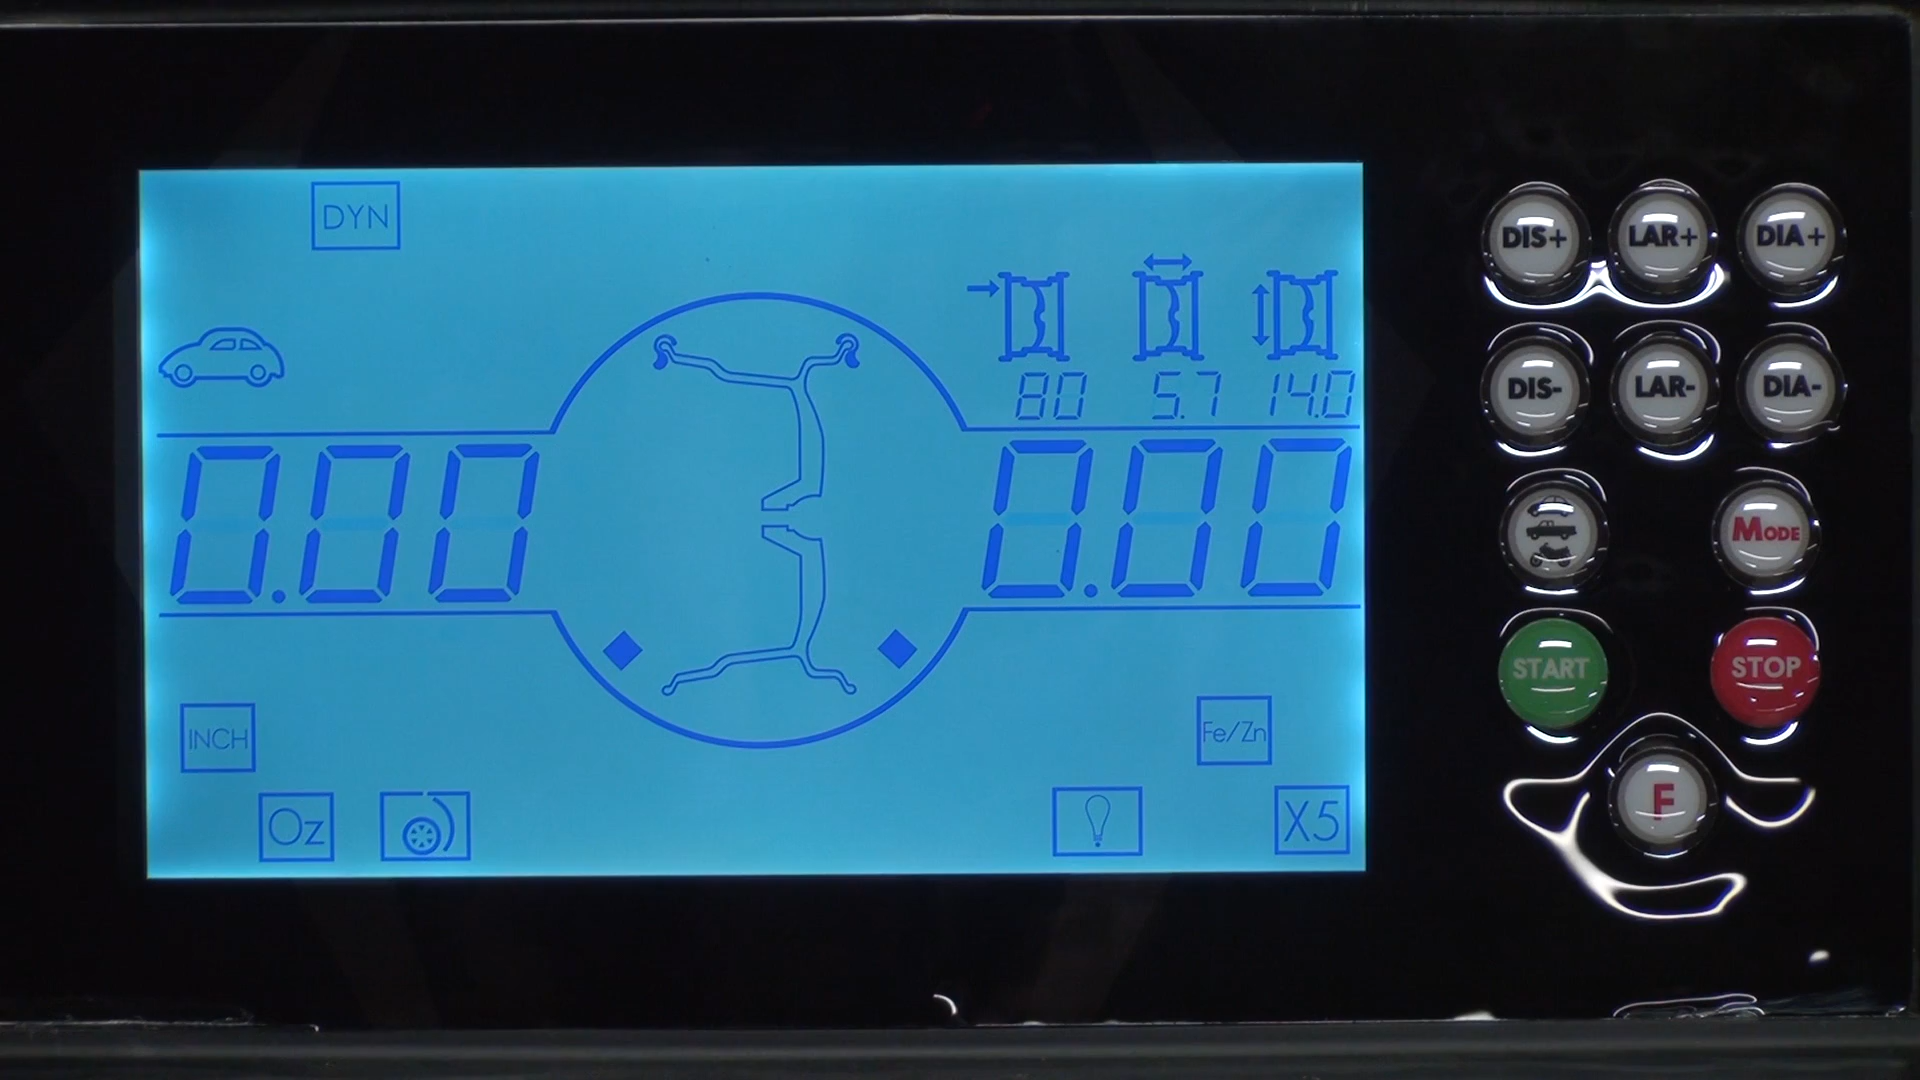 DYN
80 5.7 14.0
0.00 0.00
INCH
Fe/Zn
Oz
X5
DIS+ LAR+ DIA+
DIS- LAR- DIA-
MODE
START STOP
F